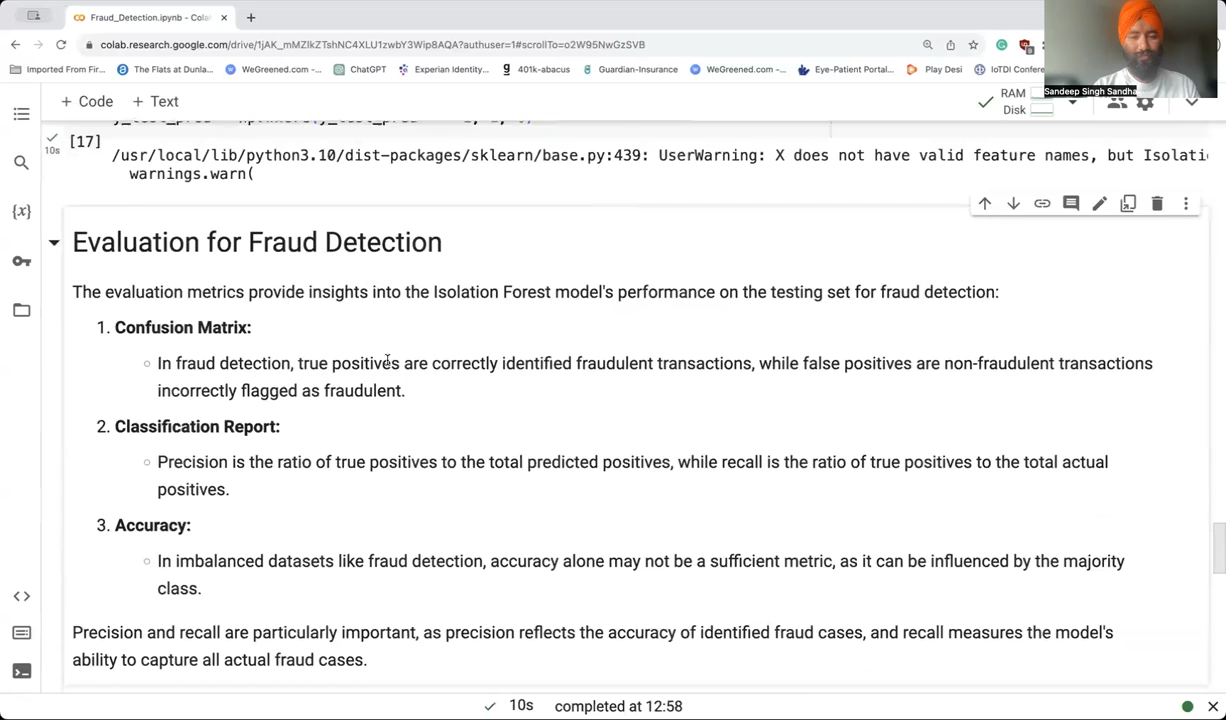 Fraud_Detection.ipynb - Colab
colab.research.google.com/drive/1jAK_mMZlkZTshNC4XLU1zwbY3Wip8AQA?authuser=1#scrollTo=o2W95NwGzSVB
Imported From Fir... The Flats at Dunla... WeGreened.com -... ChatGPT Experian Identity... 401k-abacus Guardian-Insurance WeGreened.com -... Eye-Patient Portal... Play Desi IoTDI Confere
Sandeep Singh Sandha
+ Code + Text
RAM
Disk
[17]
10s
/usr/local/lib/python3.10/dist-packages/sklearn/base.py:439: UserWarning: X does not have valid feature names, but Isolatio
warnings.warn(
{x}
Evaluation for Fraud Detection
The evaluation metrics provide insights into the Isolation Forest model's performance on the testing set for fraud detection:
1. Confusion Matrix:
In fraud detection, true positives are correctly identified fraudulent transactions, while false positives are non-fraudulent transactions
incorrectly flagged as fraudulent.
2. Classification Report:
Precision is the ratio of true positives to the total predicted positives, while recall is the ratio of true positives to the total actual
positives.
3. Accuracy:
In imbalanced datasets like fraud detection, accuracy alone may not be a sufficient metric, as it can be influenced by the majority
class.
Precision and recall are particularly important, as precision reflects the accuracy of identified fraud cases, and recall measures the model's
ability to capture all actual fraud cases.
10s completed at 12:58